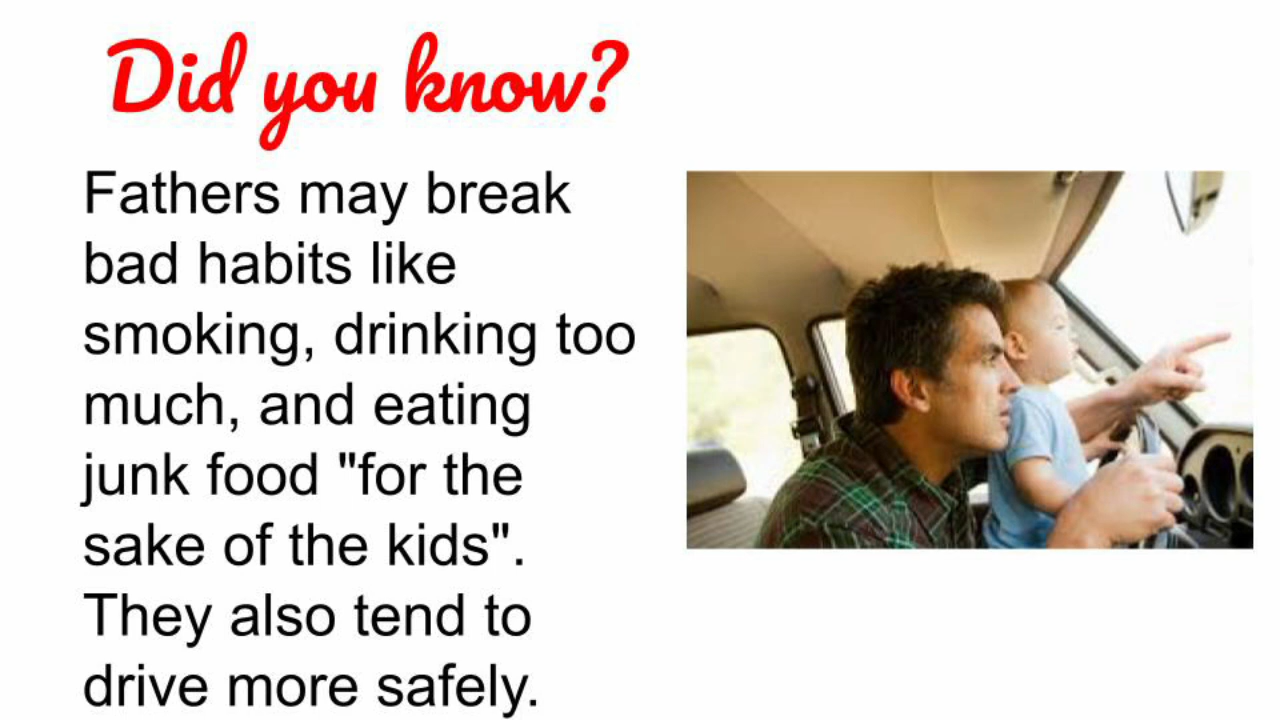 Did you know?
Fathers may break
bad habits like
smoking, drinking too
much, and eating
junk food "for the
sake of the kids".
They also tend to
drive more safely.